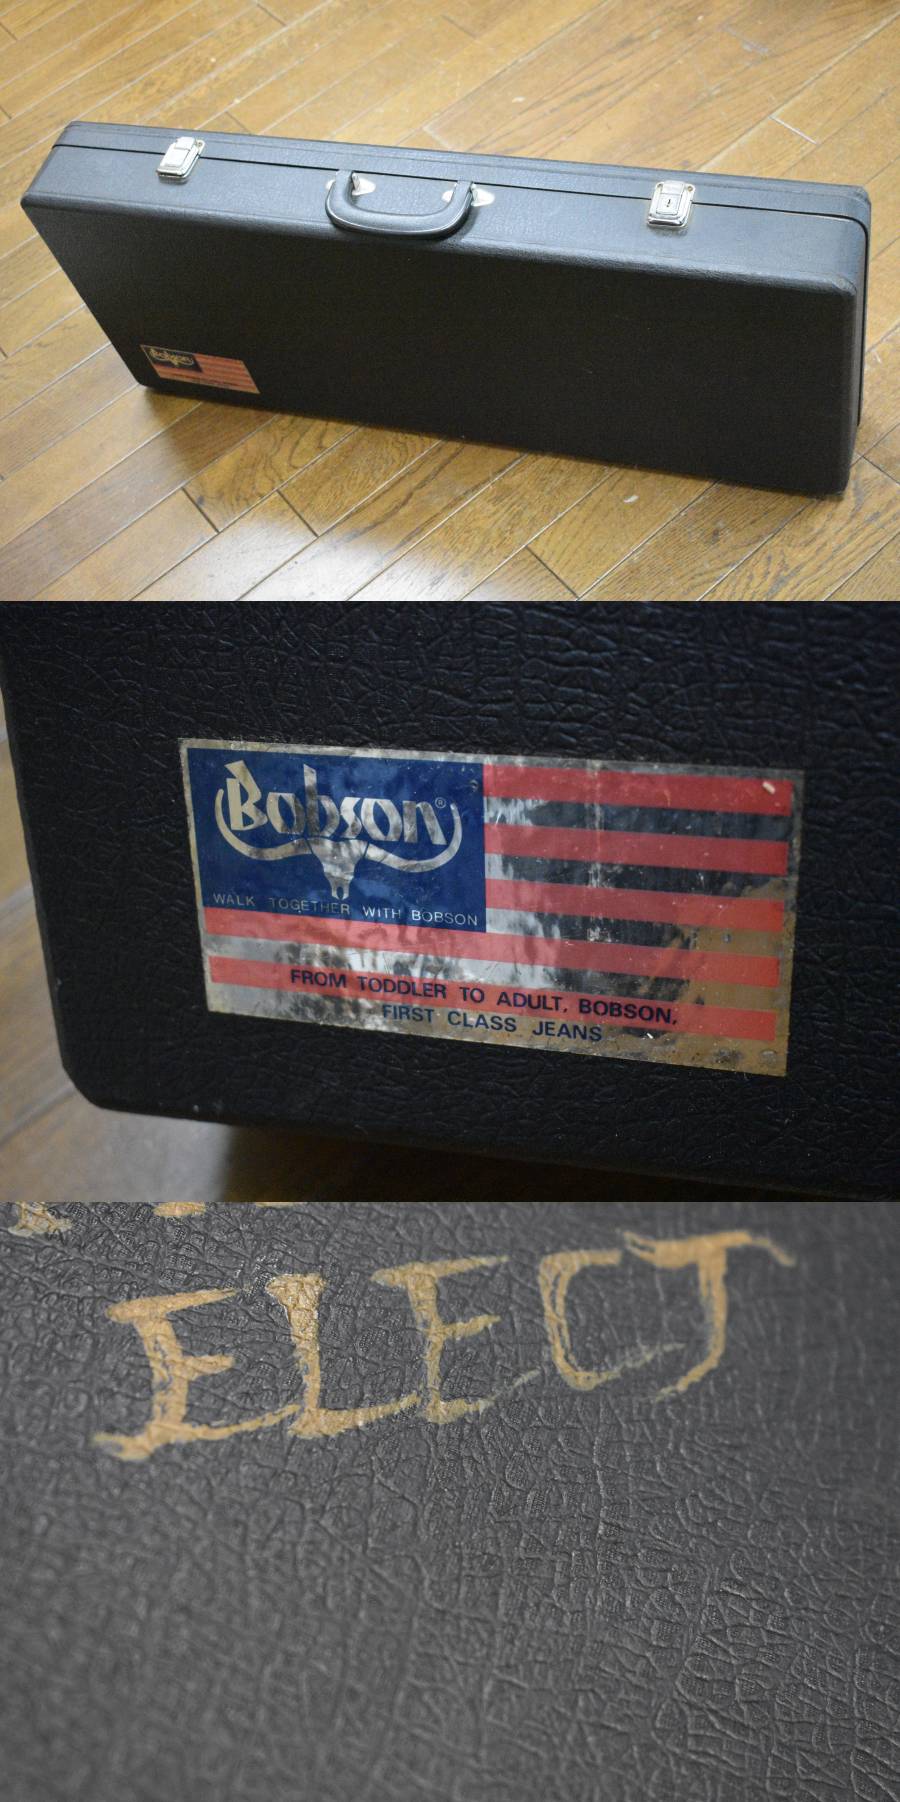 Bobson®
WALK TOGETHER WITH BOBSON
FROM TODDLER TO ADULT, BOBSON,
FIRST CLASS JEANS
ELECT